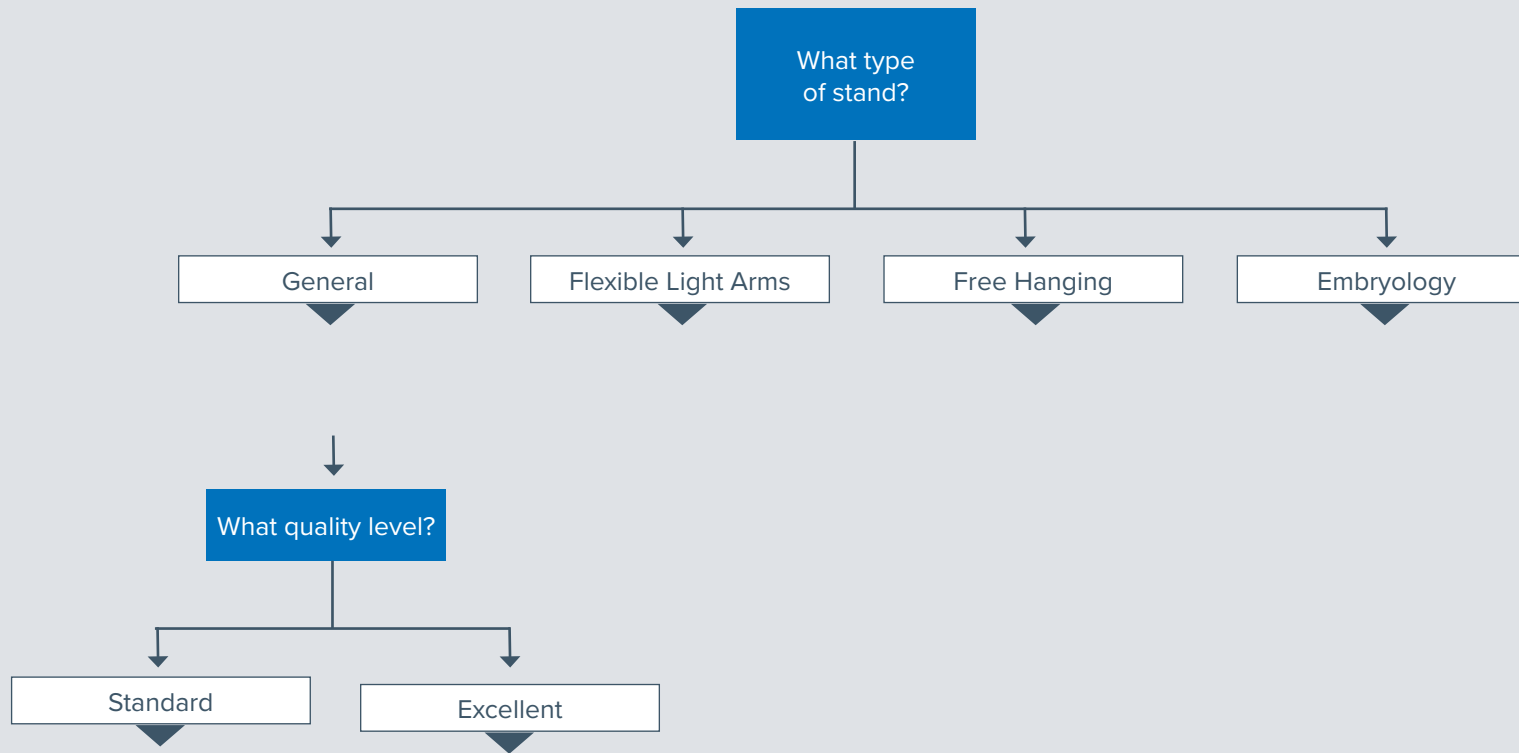 What type
of stand?
General
Flexible Light Arms
Free Hanging
Embryology
What quality level?
Standard
Excellent